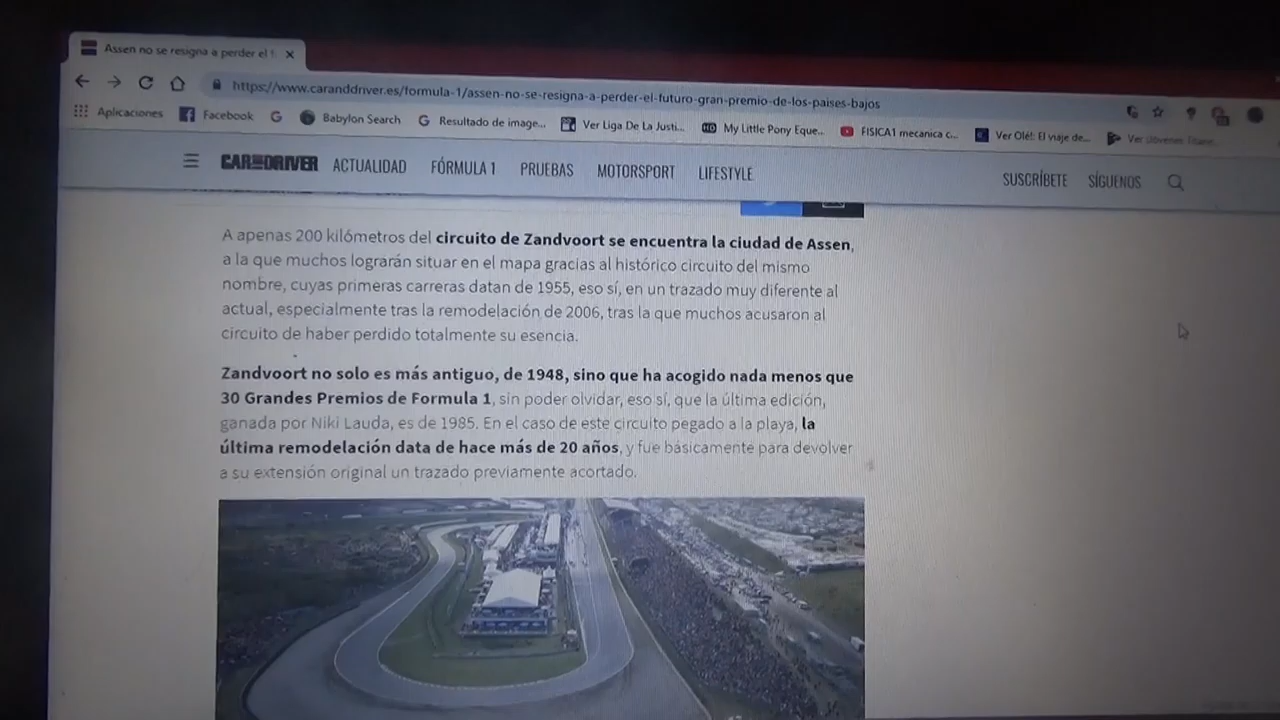 Assen no se resigna a perder el f
https://www.caranddriver.es/formula-1/assen-no-se-resigna-a-perder-el-futuro-gran-premio-de-los-paises-bajos
Aplicaciones Facebook Babylon Search Resultado de image... Ver Liga De La Justi... My Little Pony Eque... FISICA1 mecanica c... Ver Olé!: El viaje de... Ver Jóvenes Titane...
CAR AND DRIVER ACTUALIDAD FÓRMULA 1 PRUEBAS MOTORSPORT LIFESTYLE SUSCRÍBETE SÍGUENOS
A apenas 200 kilómetros del circuito de Zandvoort se encuentra la ciudad de Assen,
a la que muchos lograrán situar en el mapa gracias al histórico circuito del mismo
nombre, cuyas primeras carreras datan de 1955, eso sí, en un trazado muy diferente al
actual, especialmente tras la remodelación de 2006, tras la que muchos acusaron al
circuito de haber perdido totalmente su esencia.
Zandvoort no solo es más antiguo, de 1948, sino que ha acogido nada menos que
30 Grandes Premios de Formula 1, sin poder olvidar, eso sí, que la última edición,
ganada por Niki Lauda, es de 1985. En el caso de este circuito pegado a la playa, la
última remodelación data de hace más de 20 años, y fue básicamente para devolver
a su extensión original un trazado previamente acortado.